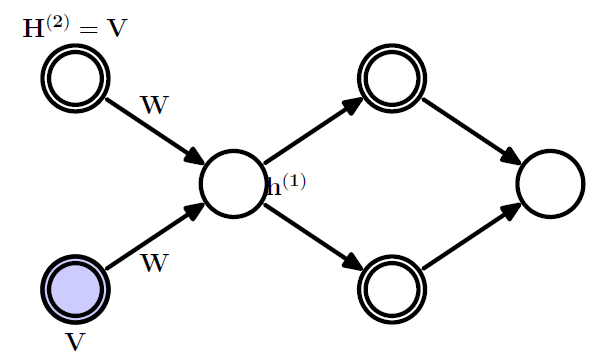 H⁽²⁾ = V
W
h⁽¹⁾
W
V